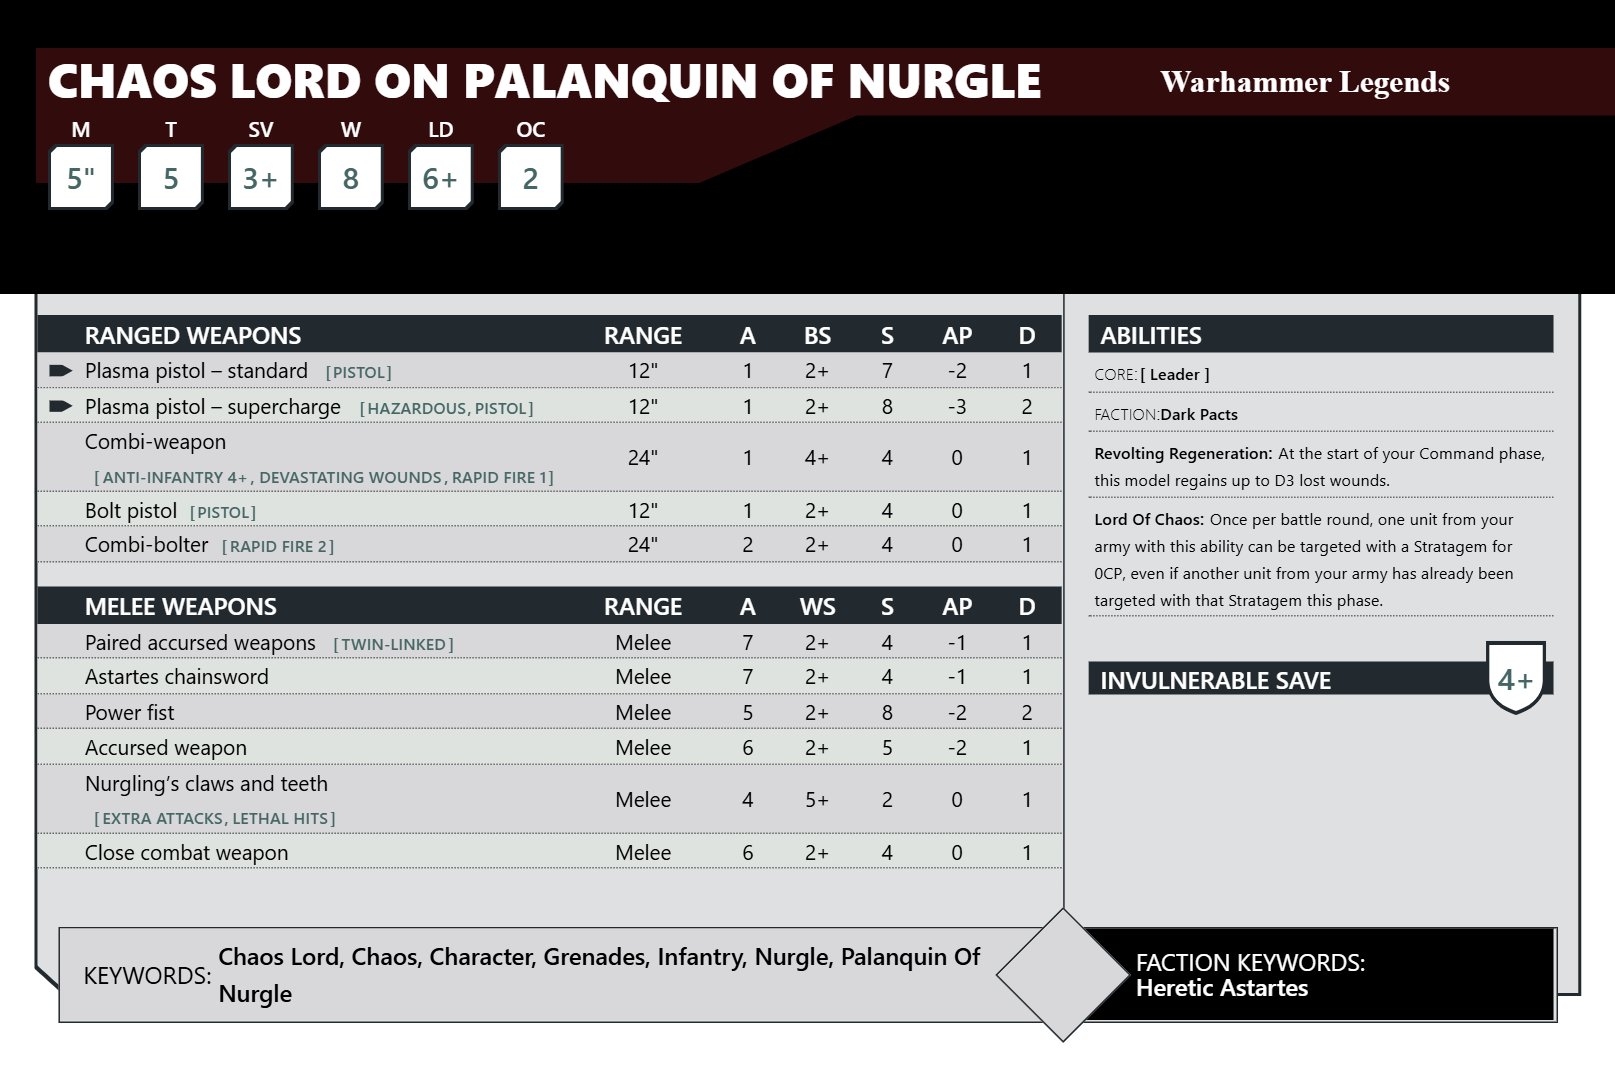 CHAOS LORD ON PALANQUIN OF NURGLE Warhammer Legends
M T SV W LD OC
5" 5 3+ 8 6+ 2
RANGED WEAPONS RANGE A BS S AP D
Plasma pistol – standard [PISTOL] 12" 1 2+ 7 -2 1
Plasma pistol – supercharge [HAZARDOUS, PISTOL] 12" 1 2+ 8 -3 2
Combi-weapon
[ANTI-INFANTRY 4+, DEVASTATING WOUNDS, RAPID FIRE 1] 24" 1 4+ 4 0 1
Bolt pistol [PISTOL] 12" 1 2+ 4 0 1
Combi-bolter [RAPID FIRE 2] 24" 2 2+ 4 0 1
MELEE WEAPONS RANGE A WS S AP D
Paired accursed weapons [TWIN-LINKED] Melee 7 2+ 4 -1 1
Astartes chainsword Melee 7 2+ 4 -1 1
Power fist Melee 5 2+ 8 -2 2
Accursed weapon Melee 6 2+ 5 -2 1
Nurgling’s claws and teeth
[EXTRA ATTACKS, LETHAL HITS] Melee 4 5+ 2 0 1
Close combat weapon Melee 6 2+ 4 0 1
ABILITIES
CORE: [ Leader ]
FACTION:Dark Pacts
Revolting Regeneration: At the start of your Command phase,
this model regains up to D3 lost wounds.
Lord Of Chaos: Once per battle round, one unit from your
army with this ability can be targeted with a Stratagem for
0CP, even if another unit from your army has already been
targeted with that Stratagem this phase.
INVULNERABLE SAVE 4+
KEYWORDS: Chaos Lord, Chaos, Character, Grenades, Infantry, Nurgle, Palanquin Of
Nurgle
FACTION KEYWORDS:
Heretic Astartes